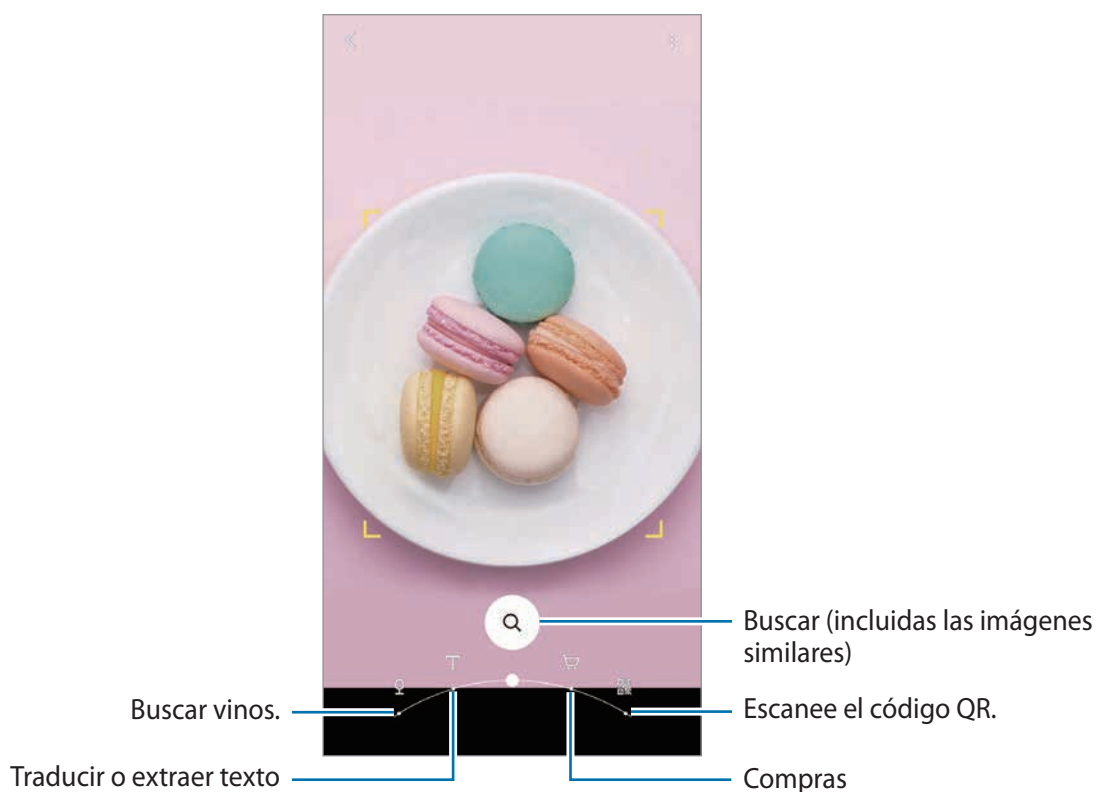 Buscar (incluidas las imágenes
similares)
Buscar vinos.
Escanee el código QR.
Traducir o extraer texto
Compras